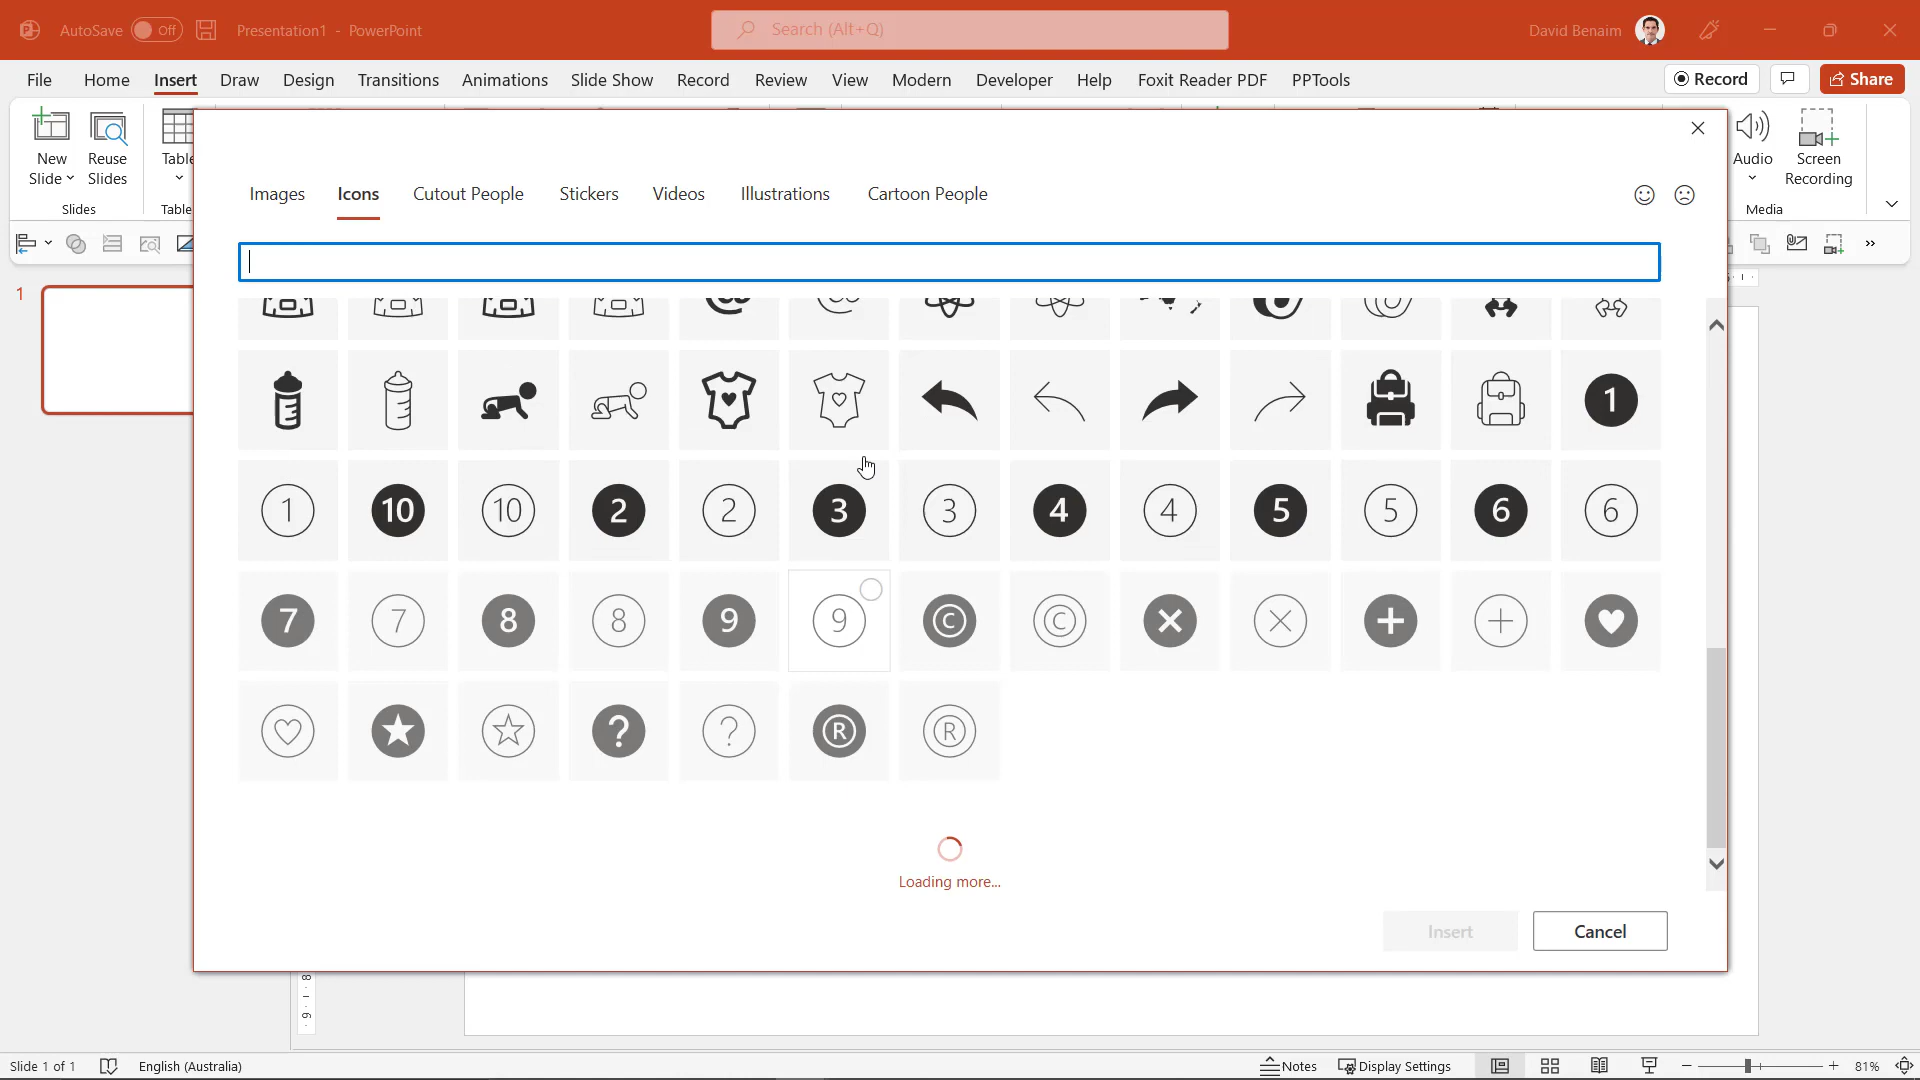 AutoSave Off Presentation1 - PowerPoint Search (Alt+Q) David Benaim
File Home Insert Draw Design Transitions Animations Slide Show Record Review View Modern Developer Help Foxit Reader PDF PPTools Record Share
New Slide
Reuse Slides
Table
Audio
Screen Recording
Slides Table Media
Images Icons Cutout People Stickers Videos Illustrations Cartoon People
1
1
1 10 10 2 2 3 3 4 4 5 5 6 6
7 7 8 8 9 9 C C
? ? R R
Loading more...
Insert Cancel
8
6
Slide 1 of 1 English (Australia) Notes Display Settings 81%